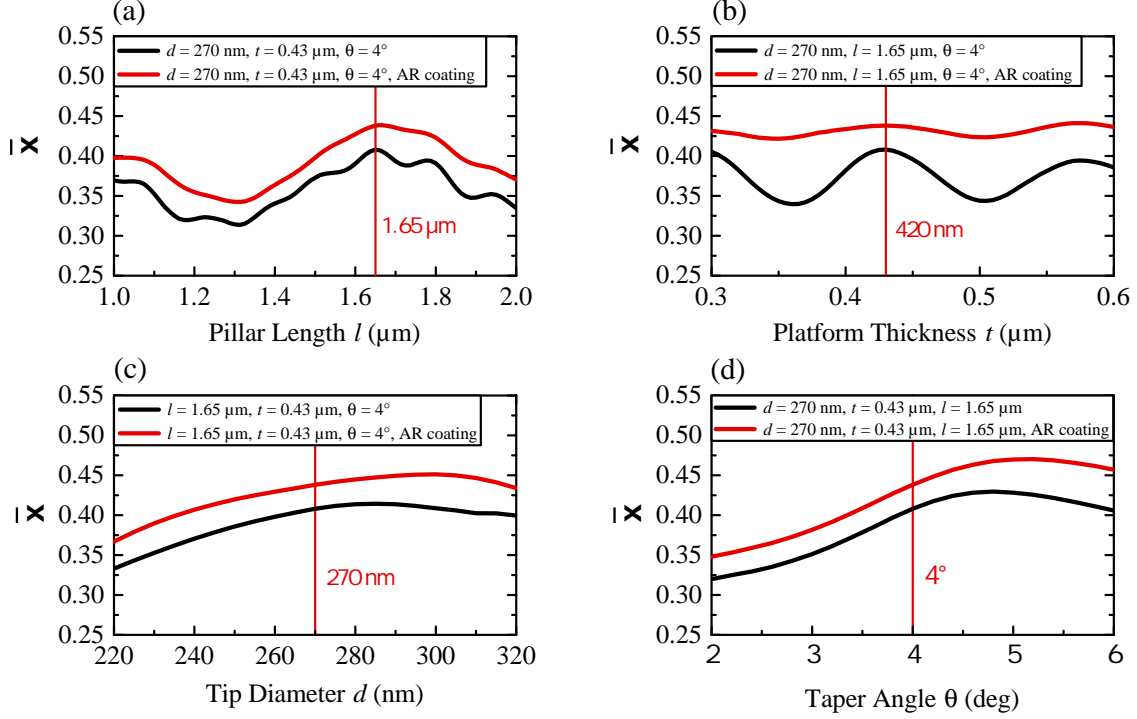 (a)
0.55
0.50
0.45
0.40
0.35
0.30
0.25
x̄
d = 270 nm, t = 0.43 µm, θ = 4°
d = 270 nm, t = 0.43 µm, θ = 4°, AR coating
1.65 µm
1.0 1.2 1.4 1.6 1.8 2.0
Pillar Length l (µm)
(b)
0.55
0.50
0.45
0.40
0.35
0.30
0.25
x̄
d = 270 nm, l = 1.65 µm, θ = 4°
d = 270 nm, l = 1.65 µm, θ = 4°, AR coating
420 nm
0.3 0.4 0.5 0.6
Platform Thickness t (µm)
(c)
0.55
0.50
0.45
0.40
0.35
0.30
0.25
x̄
l = 1.65 µm, t = 0.43 µm, θ = 4°
l = 1.65 µm, t = 0.43 µm, θ = 4°, AR coating
270 nm
220 240 260 280 300 320
Tip Diameter d (nm)
(d)
0.55
0.50
0.45
0.40
0.35
0.30
0.25
x̄
d = 270 nm, t = 0.43 µm, l = 1.65 µm
d = 270 nm, t = 0.43 µm, l = 1.65 µm, AR coating
4°
2 3 4 5 6
Taper Angle θ (deg)